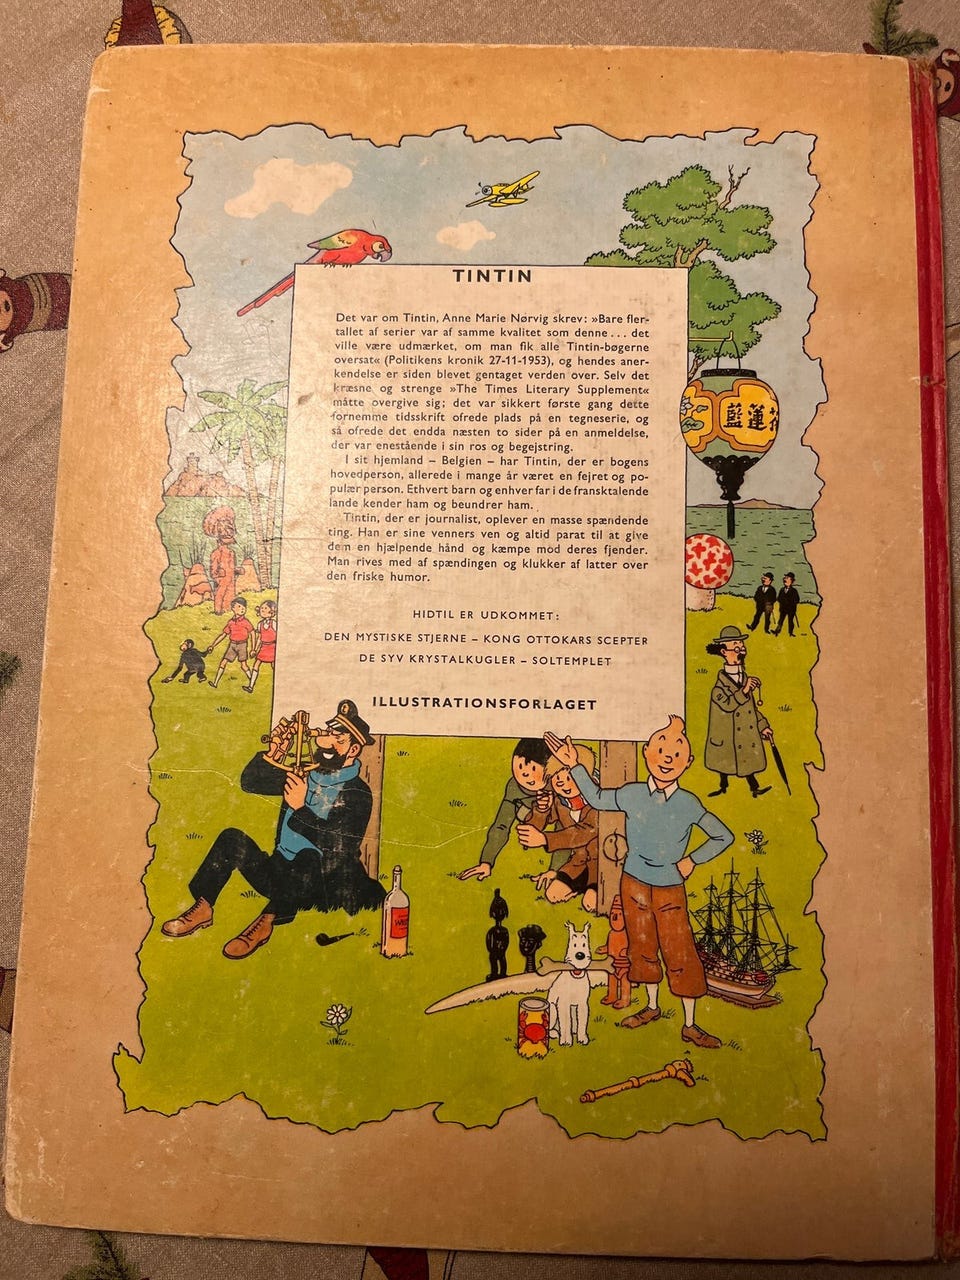 TINTIN
Det var om Tintin, Anne Marie Nørvig skrev: »Bare fler-
tallet af serier var af samme kvalitet som denne... det
ville være udmærket, om man fik alle Tintin-bøgerne
oversat« (Politikens kronik 27-11-1953), og hendes aner-
kendelse er siden blevet gentaget verden over. Selv det
kræsne og strenge »The Times Literary Supplement«
måtte overgive sig; det var sikkert første gang dette
fornemme tidsskrift ofrede plads på en tegneserie, og
så ofrede det endda næsten to sider på en anmeldelse,
der var enestående i sin ros og begejstring.
I sit hjemland – Belgien – har Tintin, der er bogens
hovedperson, allerede i mange år været en fejret og po-
pulær person. Ethvert barn og enhver far i de fransktalende
lande kender ham og beundrer ham.
Tintin, der er journalist, oplever en masse spændende
ting. Han er sine venners ven og altid parat til at give
dem en hjælpende hånd og kæmpe mod deres fjender.
Man rives med af spændingen og klukker af latter over
den friske humor.
HIDTIL ER UDKOMMET:
DEN MYSTISKE STJERNE – KONG OTTOKARS SCEPTER
DE SYV KRYSTALKUGLER – SOLTEMPLET
ILLUSTRATIONSFORLAGET
藍蓮